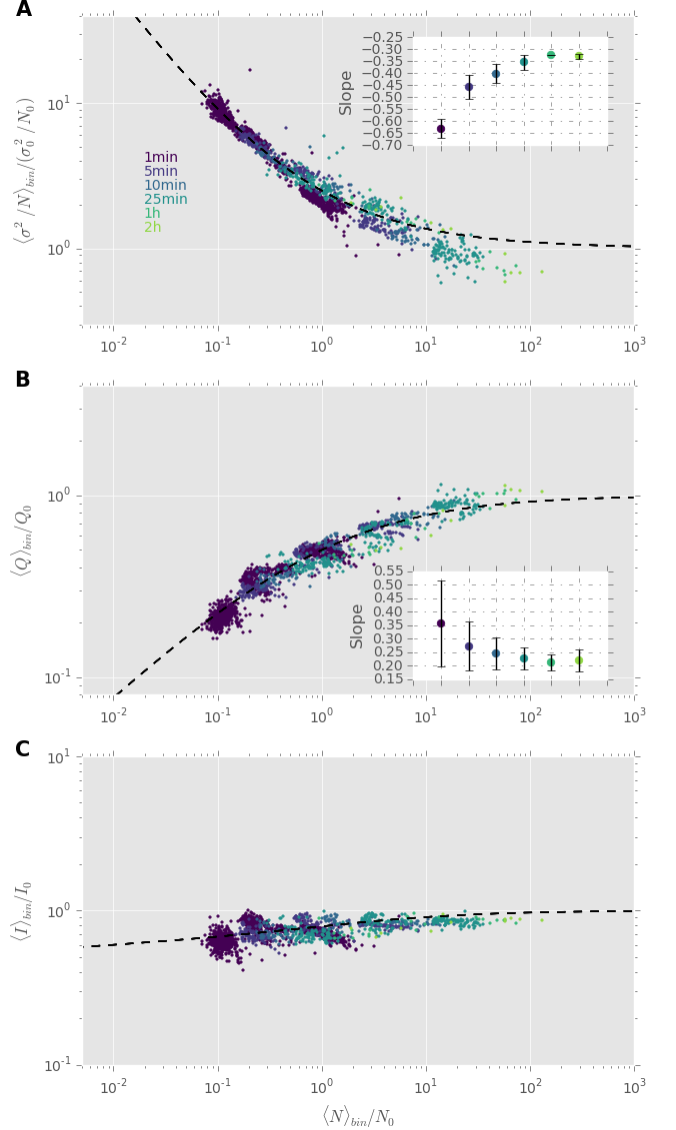 A
⟨σ² /N⟩_bin/(σ₀² /N₀)
10¹
10⁰
1min
5min
10min
25min
1h
2h
Slope
−0.25
−0.30
−0.35
−0.40
−0.45
−0.50
−0.55
−0.60
−0.65
−0.70
10⁻² 10⁻¹ 10⁰ 10¹ 10² 10³
B
⟨Q⟩_bin/Q₀
10⁰
10⁻¹
Slope
0.55
0.50
0.45
0.40
0.35
0.30
0.25
0.20
0.15
10⁻² 10⁻¹ 10⁰ 10¹ 10² 10³
C
⟨I⟩_bin/I₀
10¹
10⁰
10⁻¹
10⁻² 10⁻¹ 10⁰ 10¹ 10² 10³
⟨N⟩_bin/N₀